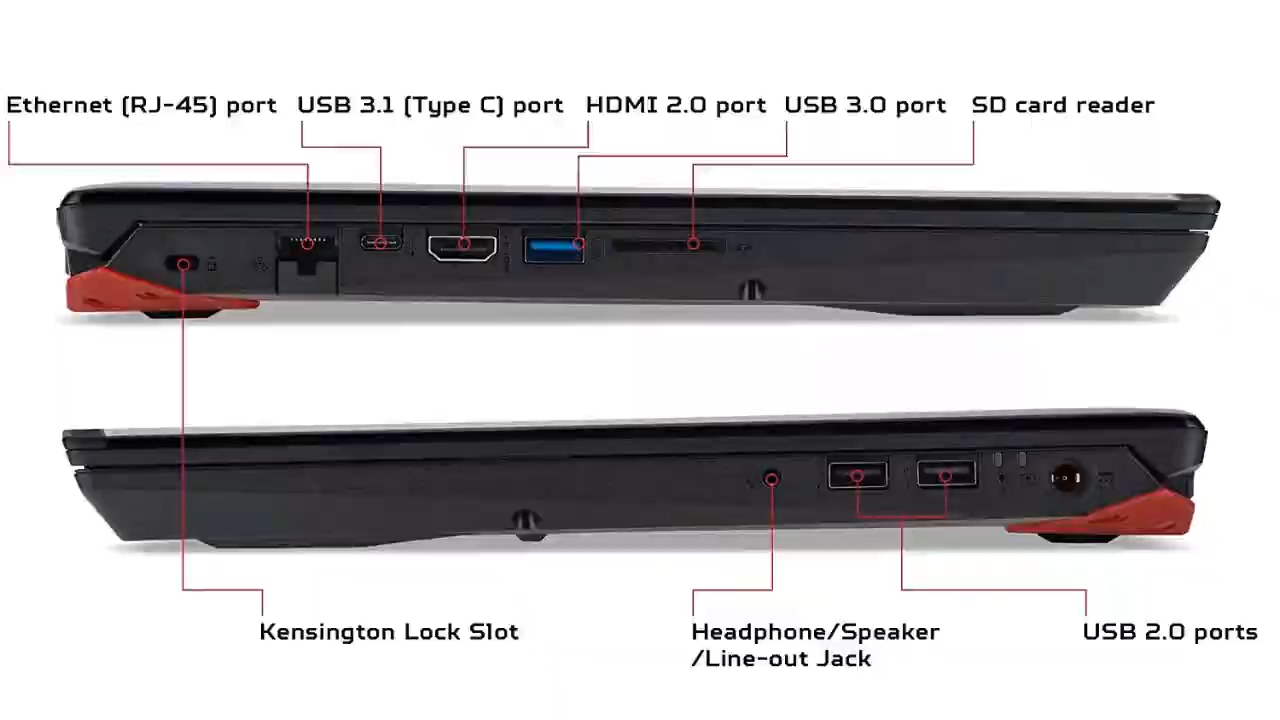 Ethernet (RJ-45) port
USB 3.1 (Type C) port
HDMI 2.0 port
USB 3.0 port
SD card reader
Kensington Lock Slot
Headphone/Speaker
/Line-out Jack
USB 2.0 ports